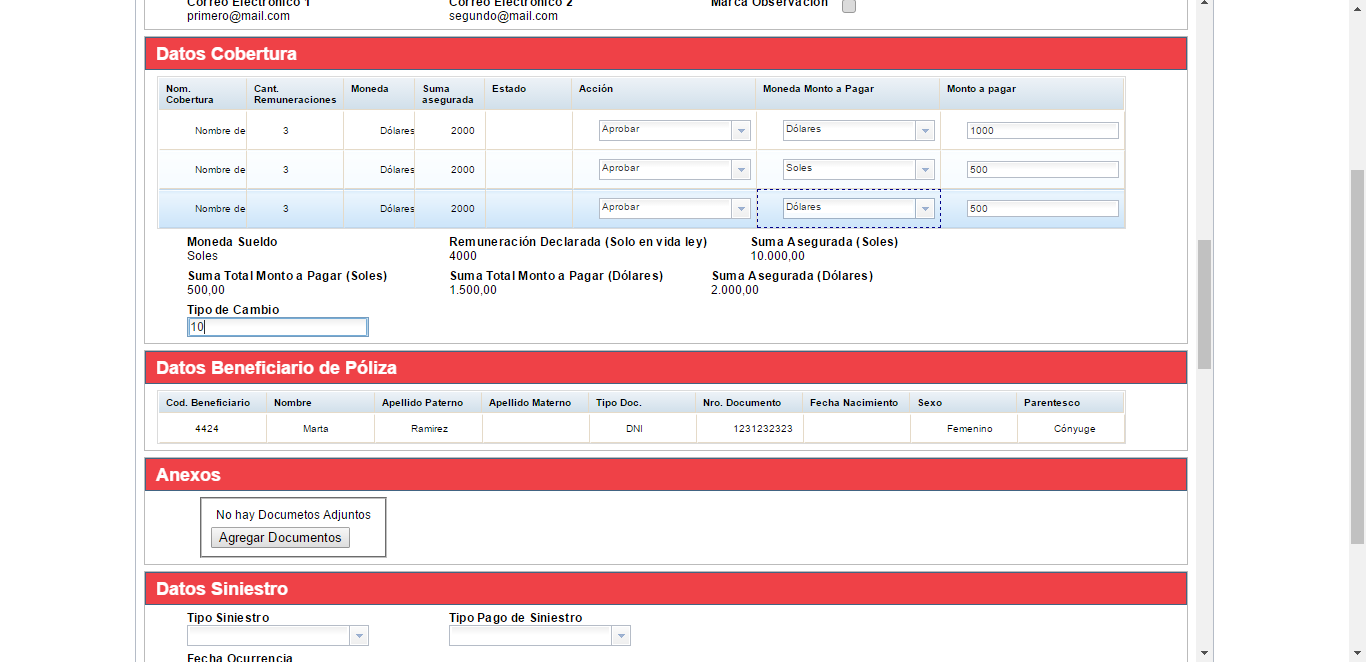 Correo Electrónico 1 Correo Electrónico 2 Marca Observación
primero@mail.com segundo@mail.com
Datos Cobertura
Nom. Cobertura Cant. Remuneraciones Moneda Suma asegurada Estado Acción Moneda Monto a Pagar Monto a pagar
Nombre de 3 Dólares 2000 Aprobar Dólares 1000
Nombre de 3 Dólares 2000 Aprobar Soles 500
Nombre de 3 Dólares 2000 Aprobar Dólares 500
Moneda Sueldo Remuneración Declarada (Solo en vida ley) Suma Asegurada (Soles)
Soles 4000 10.000,00
Suma Total Monto a Pagar (Soles) Suma Total Monto a Pagar (Dólares) Suma Asegurada (Dólares)
500,00 1.500,00 2.000,00
Tipo de Cambio
10
Datos Beneficiario de Póliza
Cod. Beneficiario Nombre Apellido Paterno Apellido Materno Tipo Doc. Nro. Documento Fecha Nacimiento Sexo Parentesco
4424 Marta Ramirez DNI 1231232323 Femenino Cónyuge
Anexos
No hay Documetos Adjuntos
Agregar Documentos
Datos Siniestro
Tipo Siniestro Tipo Pago de Siniestro
Fecha Ocurrencia